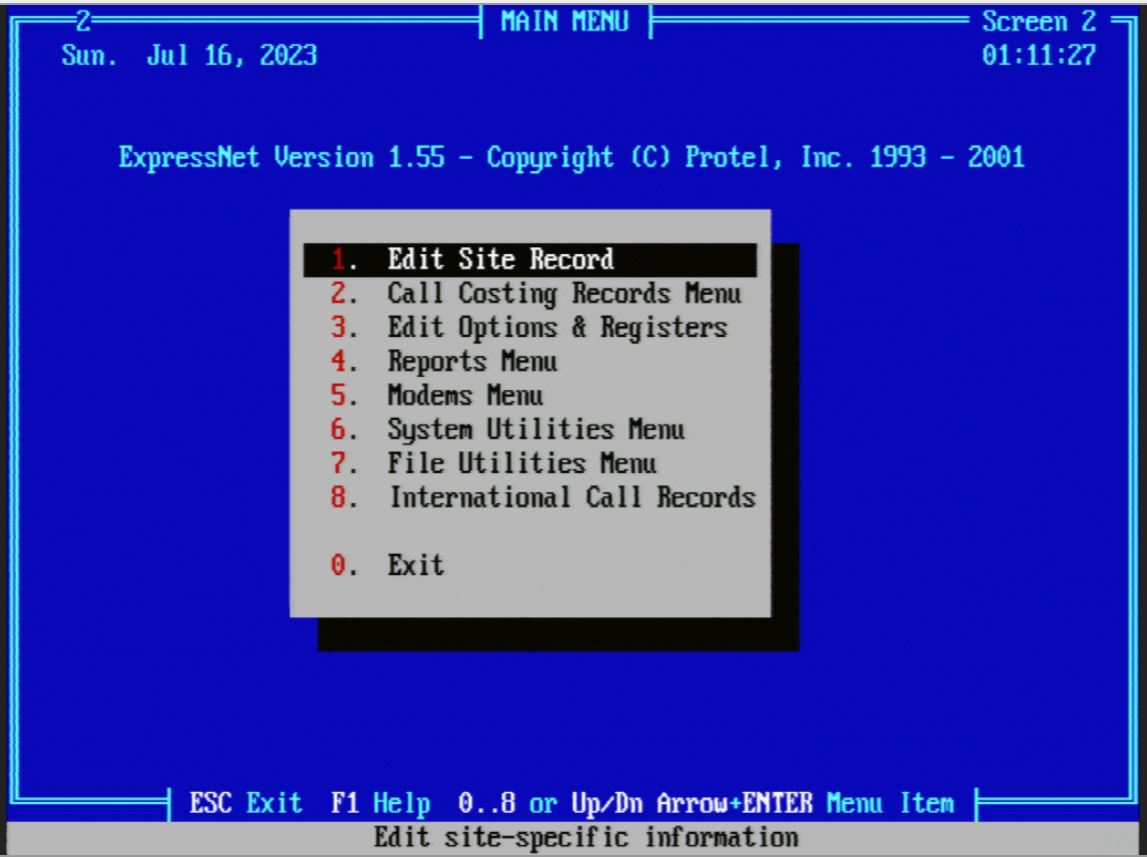 2 MAIN MENU Screen 2
Sun. Jul 16, 2023 01:11:27
ExpressNet Version 1.55 - Copyright (C) Protel, Inc. 1993 - 2001
1. Edit Site Record
2. Call Costing Records Menu
3. Edit Options & Registers
4. Reports Menu
5. Modems Menu
6. System Utilities Menu
7. File Utilities Menu
8. International Call Records
0. Exit
ESC Exit F1 Help 0..8 or Up/Dn Arrow+ENTER Menu Item
Edit site-specific information